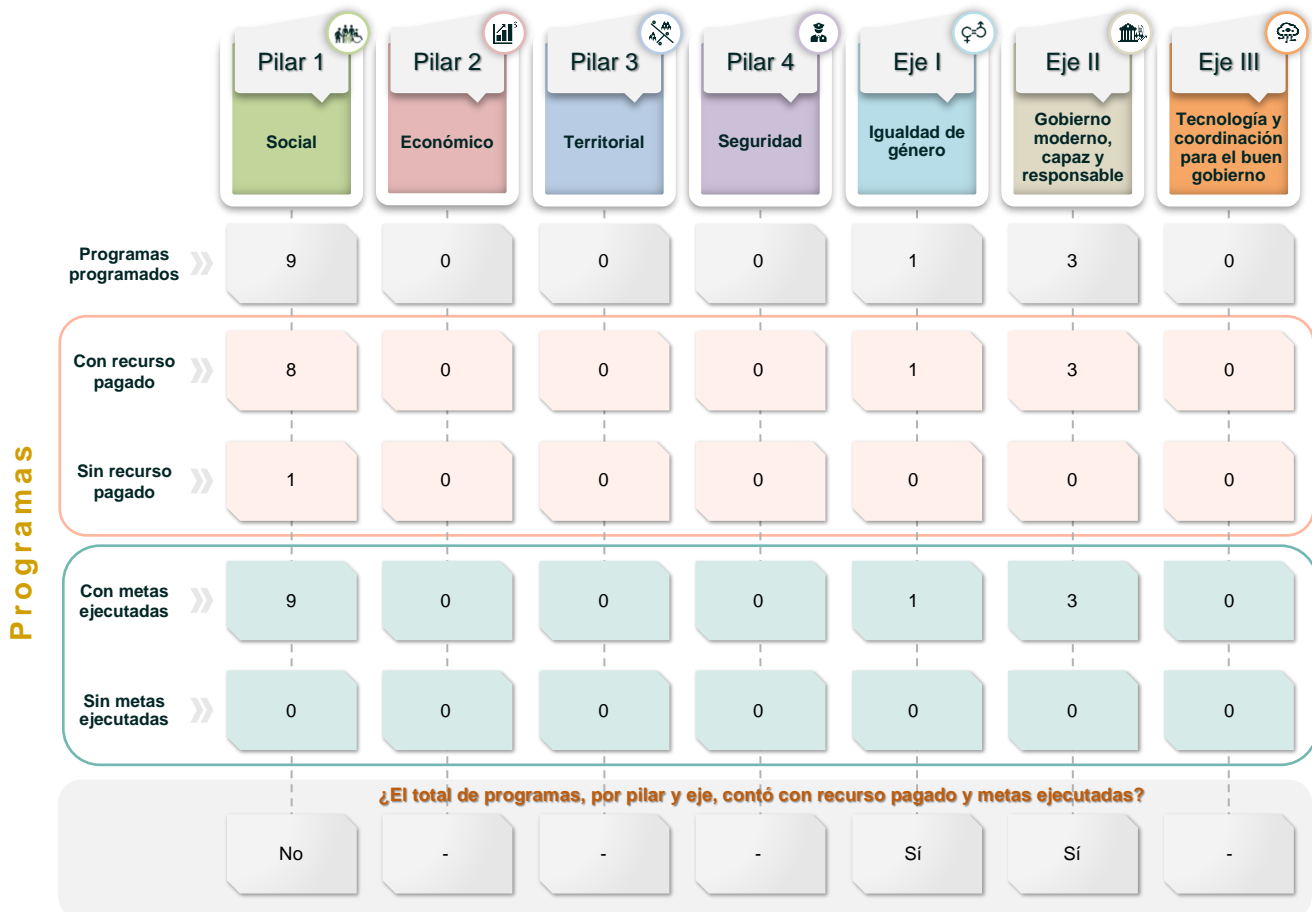 Pilar 1
Pilar 2
Pilar 3
Pilar 4
Eje I
Eje II
Eje III
Social
Económico
Territorial
Seguridad
Igualdad de
género
Gobierno
moderno,
capaz y
responsable
Tecnología y
coordinación
para el buen
gobierno
Programas
Programas
programados
9
0
0
0
1
3
0
Con recurso
pagado
8
0
0
0
1
3
0
Sin recurso
pagado
1
0
0
0
0
0
0
Con metas
ejecutadas
9
0
0
0
1
3
0
Sin metas
ejecutadas
0
0
0
0
0
0
0
¿El total de programas, por pilar y eje, contó con recurso pagado y metas ejecutadas?
No
-
-
-
Sí
Sí
-